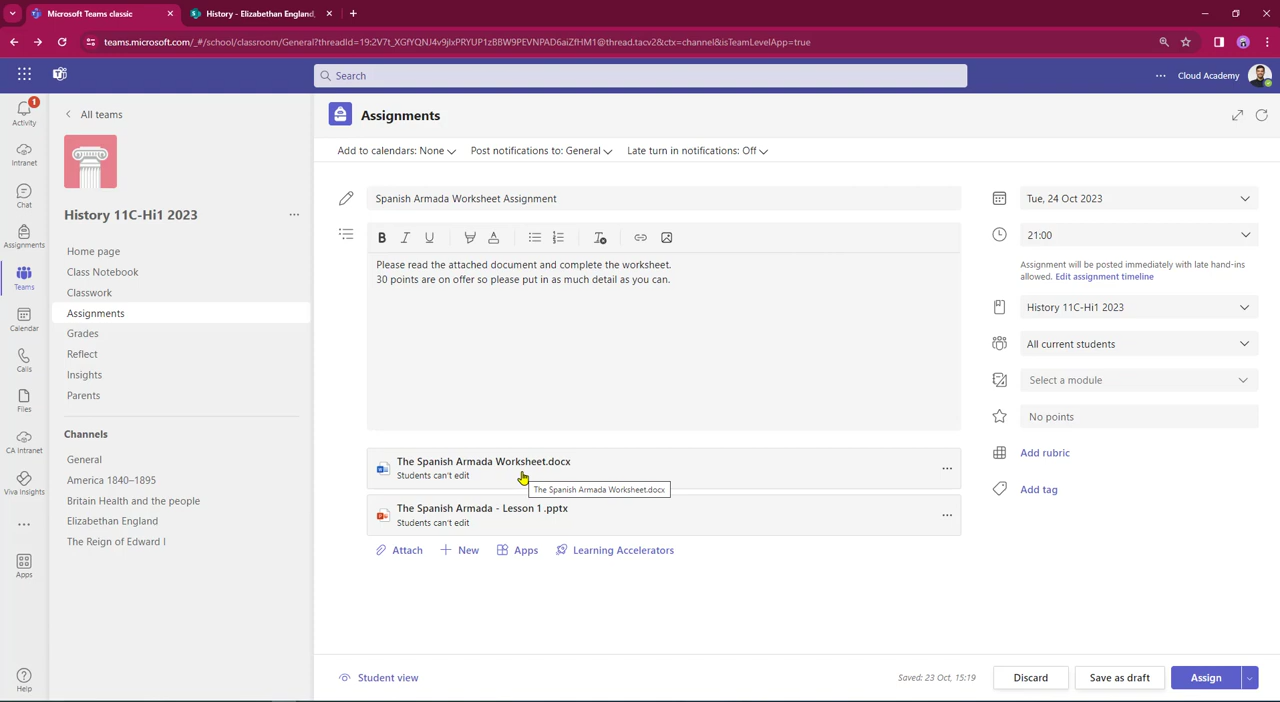 Microsoft Teams classic
History - Elizabethan England,
teams.microsoft.com/_#/school/classroom/General?threadId=19:2V7t_XGfYQNJ4v9jlxPRYUP1zBBW9PEVNPAD6aiZfHM1@thread.tacv2&ctx=channel&isTeamLevelApp=true
Search
Cloud Academy
Activity
1
Intranet
Chat
Assignments
Teams
Calendar
Calls
Files
CA Intranet
Viva Insights
Apps
Help
All teams
History 11C-Hi1 2023
Home page
Class Notebook
Classwork
Assignments
Grades
Reflect
Insights
Parents
Channels
General
America 1840–1895
Britain Health and the people
Elizabethan England
The Reign of Edward I
Assignments
Add to calendars: None
Post notifications to: General
Late turn in notifications: Off
Spanish Armada Worksheet Assignment
B I U
Please read the attached document and complete the worksheet.
30 points are on offer so please put in as much detail as you can.
The Spanish Armada Worksheet.docx
Students can't edit
The Spanish Armada Worksheet.docx
The Spanish Armada - Lesson 1 .pptx
Students can't edit
Attach
New
Apps
Learning Accelerators
Tue, 24 Oct 2023
21:00
Assignment will be posted immediately with late hand-ins
allowed. Edit assignment timeline
History 11C-Hi1 2023
All current students
Select a module
No points
Add rubric
Add tag
Student view
Saved: 23 Oct, 15:19
Discard
Save as draft
Assign